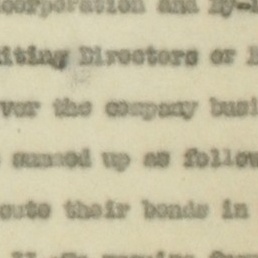 corporation and By-
iting Directors or
ver the company busi
summed up as follow
cute their bonds in